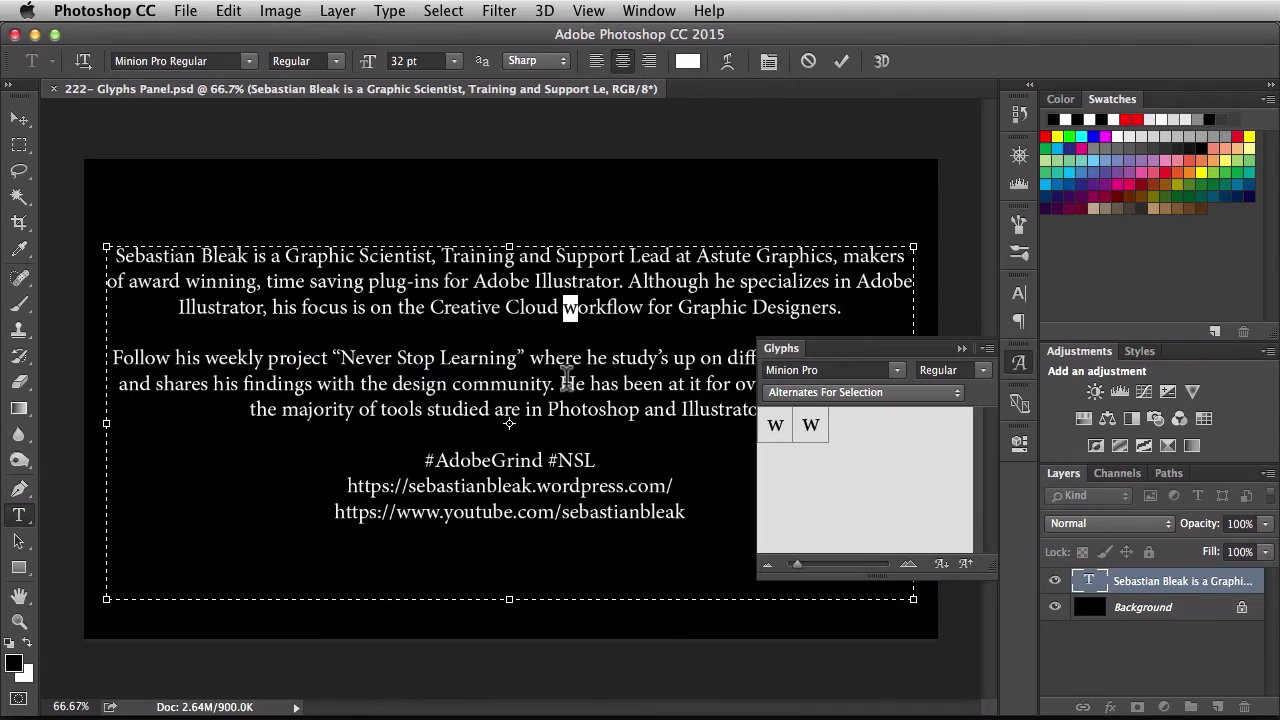 Photoshop CC File Edit Image Layer Type Select Filter 3D View Window Help
Adobe Photoshop CC 2015
Minion Pro Regular Regular 32 pt Sharp 3D
222- Glyphs Panel.psd @ 66.7% (Sebastian Bleak is a Graphic Scientist, Training and Support Le, RGB/8*)
Color Swatches
Sebastian Bleak is a Graphic Scientist, Training and Support Lead at Astute Graphics, makers
of award winning, time saving plug-ins for Adobe Illustrator. Although he specializes in Adobe
Illustrator, his focus is on the Creative Cloud workflow for Graphic Designers.
Follow his weekly project “Never Stop Learning” where he study’s up on diff
and shares his findings with the design community. He has been at it for ov
the majority of tools studied are in Photoshop and Illustrato
#AdobeGrind #NSL
https://sebastianbleak.wordpress.com/
https://www.youtube.com/sebastianbleak
Glyphs
Minion Pro Regular
Alternates For Selection
w w
Adjustments Styles
Add an adjustment
Layers Channels Paths
Kind
Normal Opacity: 100%
Lock: Fill: 100%
T Sebastian Bleak is a Graphi...
Background
66.67% Doc: 2.64M/900.0K